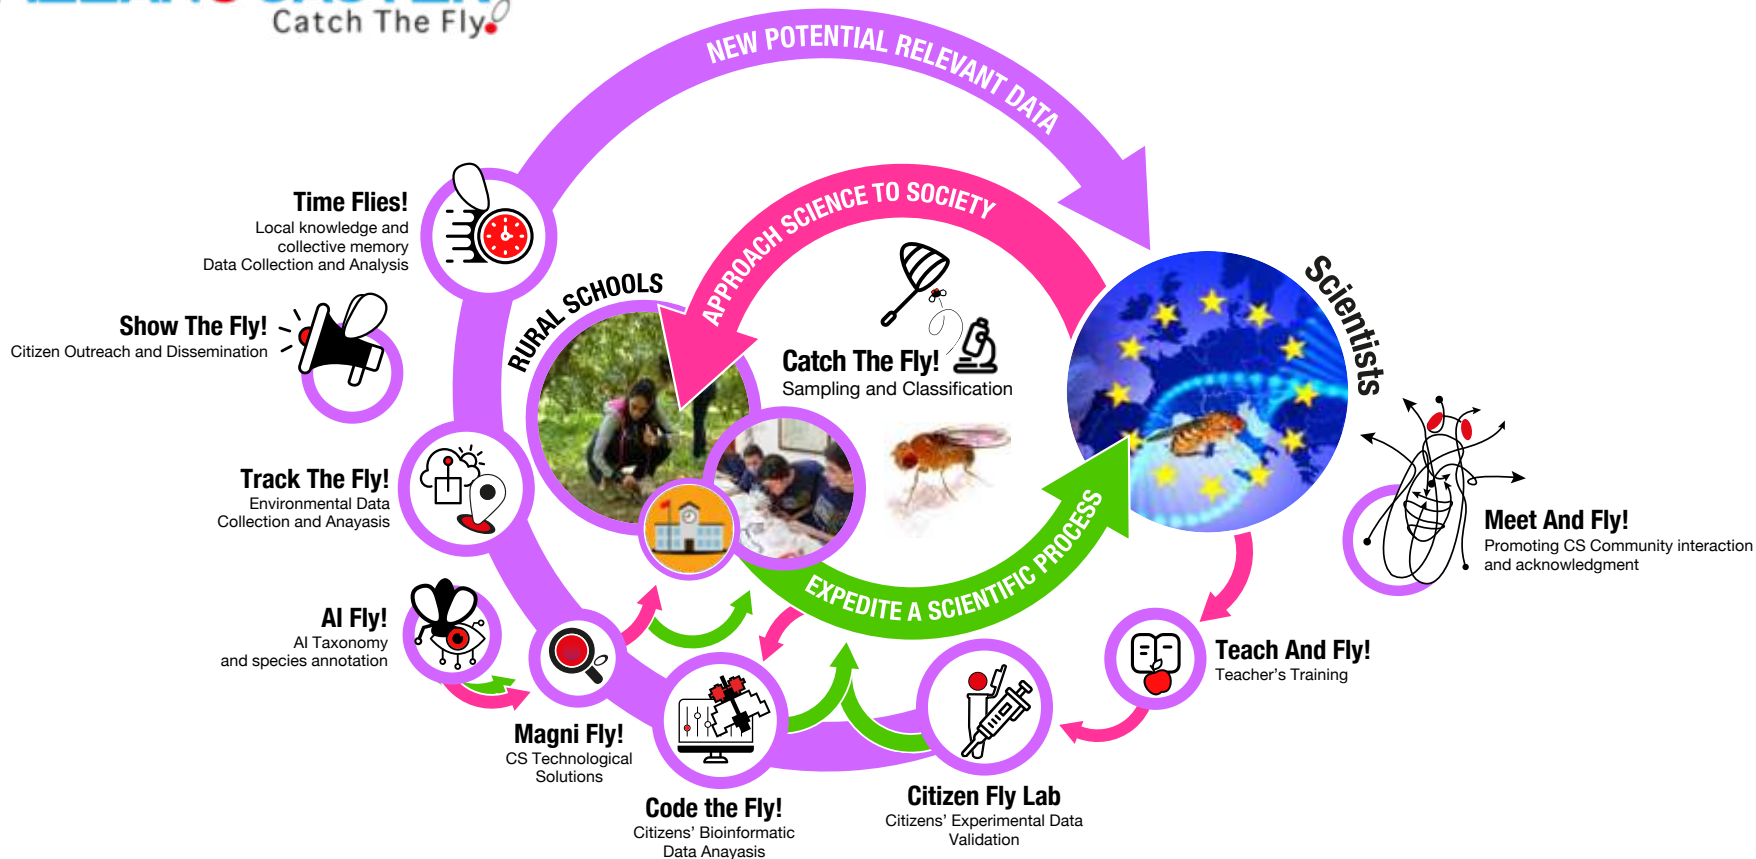 Catch The Fly!
NEW POTENTIAL RELEVANT DATA
APPROACH SCIENCE TO SOCIETY
Time Flies!
Local knowledge and
collective memory
Data Collection and Analysis
RURAL SCHOOLS
Scientists
Show The Fly!
Citizen Outreach and Dissemination
Catch The Fly!
Sampling and Classification
Track The Fly!
Environmental Data
Collection and Anayasis
EXPEDITE A SCIENTIFIC PROCESS
Meet And Fly!
Promoting CS Community interaction
and acknowledgment
AI Fly!
AI Taxonomy
and species annotation
Teach And Fly!
Teacher's Training
Magni Fly!
CS Technological
Solutions
Code the Fly!
Citizens' Bioinformatic
Data Anayasis
Citizen Fly Lab
Citizens' Experimental Data
Validation